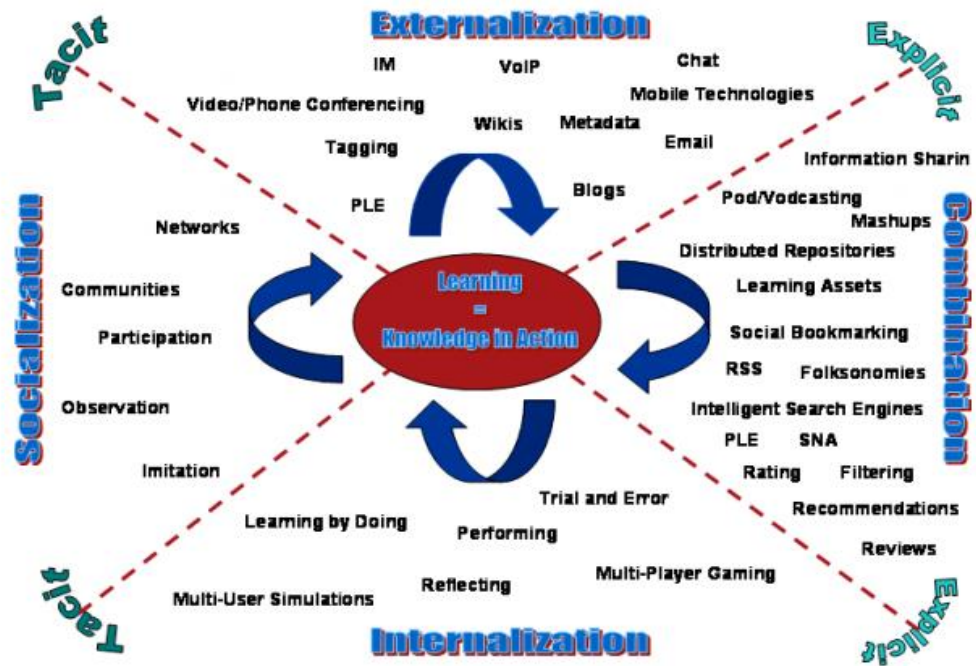 Externalization
Tacit
Explicit
IM
VoIP
Chat
Video/Phone Conferencing
Mobile Technologies
Wikis
Metadata
Tagging
Email
Information Sharin
Blogs
PLE
Pod/Vodcasting
Mashups
Socialization
Networks
Communities
Participation
Observation
Imitation
Learning
=
Knowledge in Action
Combination
Distributed Repositories
Learning Assets
Social Bookmarking
RSS
Folksonomies
Intelligent Search Engines
PLE
SNA
Rating
Filtering
Recommendations
Reviews
Trial and Error
Learning by Doing
Performing
Multi-Player Gaming
Reflecting
Multi-User Simulations
Tacit
Internalization
Explicit